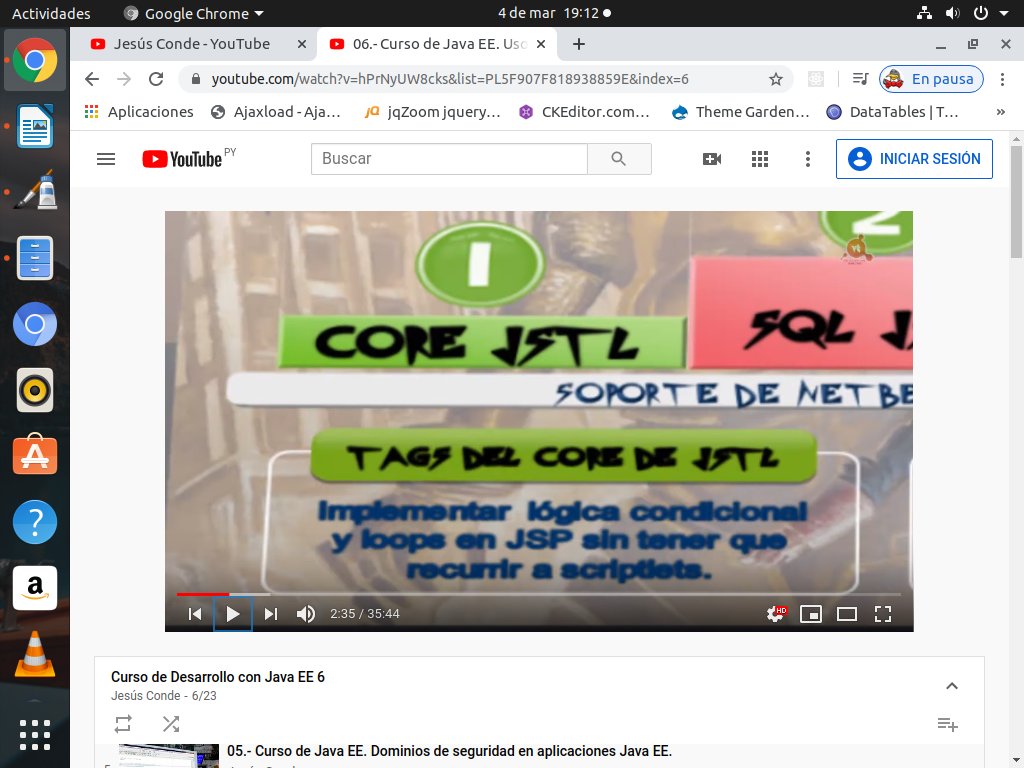 Actividades
Google Chrome
4 de mar 19:12
Jesús Conde - YouTube
06.- Curso de Java EE. Uso
youtube.com/watch?v=hPrNyUW8cks&list=PL5F907F818938859E&index=6
En pausa
Aplicaciones
Ajaxload - Aja...
jqZoom jquery...
CKEditor.com...
Theme Garden...
DataTables | T...
»
YouTube PY
Buscar
INICIAR SESIÓN
1
2
CORE JSTL
SQL J
SOPORTE DE NETBE
TAGS DEL CORE DE JSTL
Implementar lógica condicional
y loops en JSP sin tener que
recurrir a scriptlets.
2:35 / 35:44
HD
Curso de Desarrollo con Java EE 6
Jesús Conde - 6/23
05.- Curso de Java EE. Dominios de seguridad en aplicaciones Java EE.